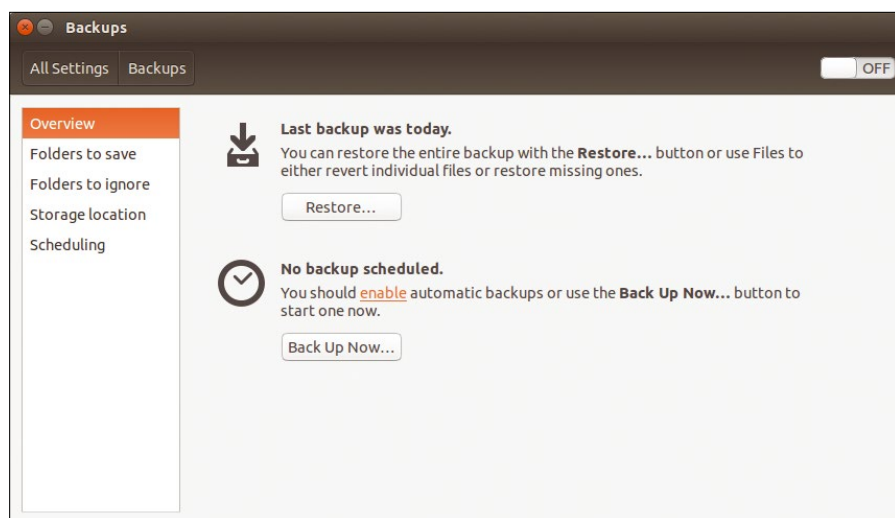 Backups
All Settings Backups
OFF
Overview
Folders to save
Folders to ignore
Storage location
Scheduling
Last backup was today.
You can restore the entire backup with the Restore... button or use Files to
either revert individual files or restore missing ones.
Restore...
No backup scheduled.
You should enable automatic backups or use the Back Up Now... button to
start one now.
Back Up Now...